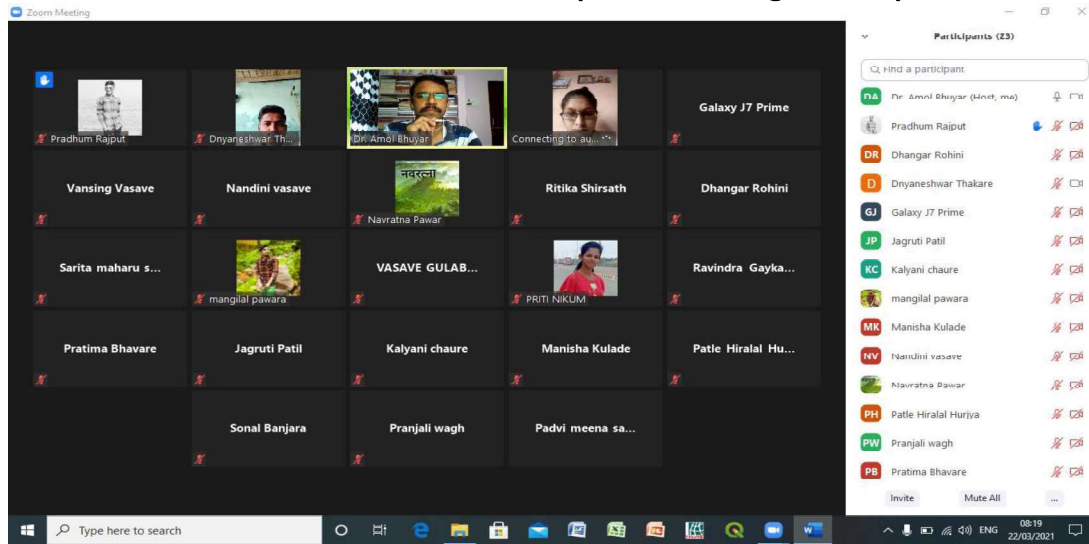 Zoom Meeting
Participants (23)
Find a participant
Pradhum Rajput
Dnyaneshwar Th...
Dr. Amol Bhuyar
Connecting to au...
Galaxy J7 Prime
Vansing Vasave
Nandini vasave
नवरत्ना
Navratna Pawar
Ritika Shirsath
Dhangar Rohini
Sarita maharu s...
mangilal pawara
VASAVE GULAB...
PRITI NIKUM
Ravindra Gayka...
Pratima Bhavare
Jagruti Patil
Kalyani chaure
Manisha Kulade
Patle Hiralal Hu...
Sonal Banjara
Pranjali wagh
Padvi meena sa...
DA Dr. Amol Bhuyar (Host, me)
Pradhum Rajput
DR Dhangar Rohini
D Dnyaneshwar Thakare
GJ Galaxy J7 Prime
JP Jagruti Patil
KC Kalyani chaure
mangilal pawara
MK Manisha Kulade
NV Nandini vasave
Navratna Pawar
PH Patle Hiralal Hurjya
PW Pranjali wagh
PB Pratima Bhavare
Invite Mute All ...
Type here to search
ENG
08:19
22/03/2021